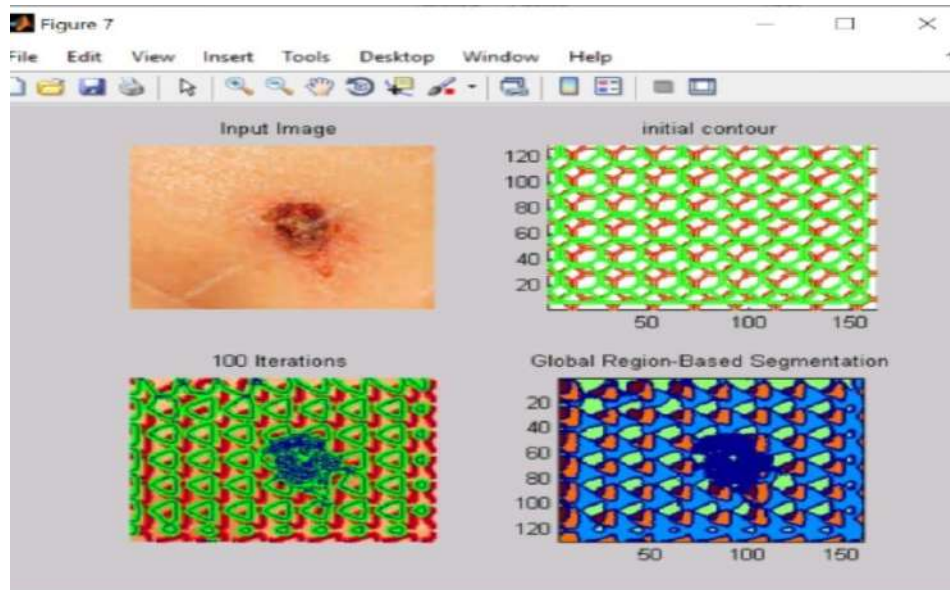 Figure 7
File Edit View Insert Tools Desktop Window Help
Input Image
initial contour
120
100
80
60
40
20
50 100 150
100 Iterations
Global Region-Based Segmentation
20
40
60
80
100
120
50 100 150